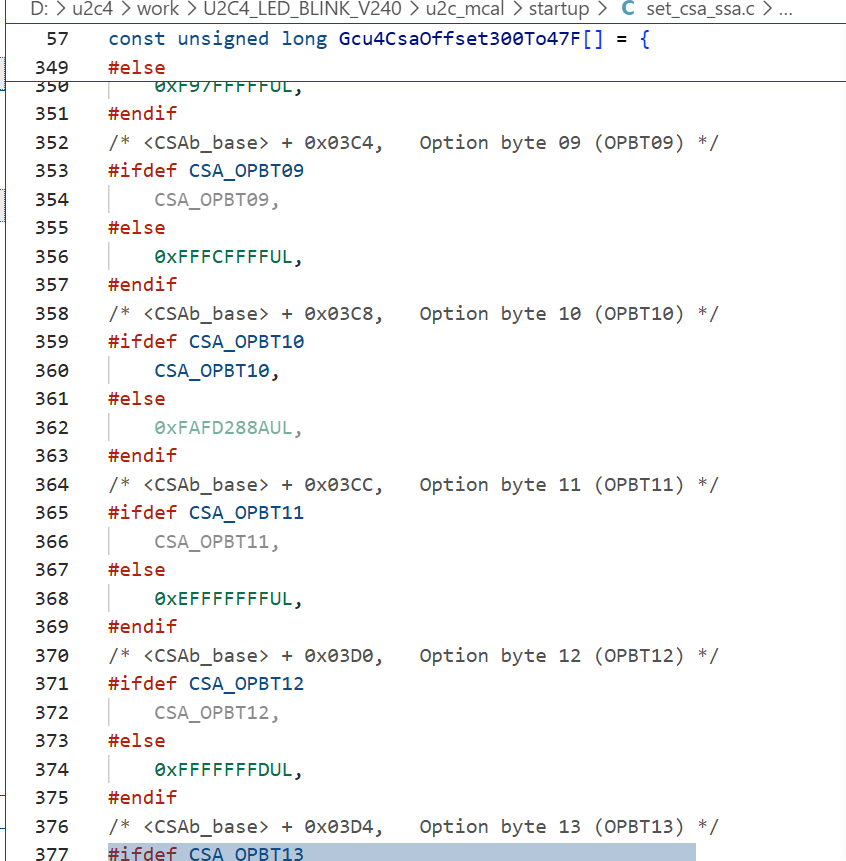 D: > u2c4 > work > U2C4_LED_BLINK_V240 > u2c_mcal > startup > C set_csa_ssa.c > ...
57 const unsigned long Gcu4CsaOffset300To47F[] = {
349 #else
350 0xF97FFFFFUL,
351 #endif
352 /* <CSAb_base> + 0x03C4, Option byte 09 (OPBT09) */
353 #ifdef CSA_OPBT09
354 CSA_OPBT09,
355 #else
356 0xFFFCFFFFUL,
357 #endif
358 /* <CSAb_base> + 0x03C8, Option byte 10 (OPBT10) */
359 #ifdef CSA_OPBT10
360 CSA_OPBT10,
361 #else
362 0xFAFD288AUL,
363 #endif
364 /* <CSAb_base> + 0x03CC, Option byte 11 (OPBT11) */
365 #ifdef CSA_OPBT11
366 CSA_OPBT11,
367 #else
368 0xEFFFFFFFUL,
369 #endif
370 /* <CSAb_base> + 0x03D0, Option byte 12 (OPBT12) */
371 #ifdef CSA_OPBT12
372 CSA_OPBT12,
373 #else
374 0xFFFFFFFDUL,
375 #endif
376 /* <CSAb_base> + 0x03D4, Option byte 13 (OPBT13) */
377 #ifdef CSA_OPBT13